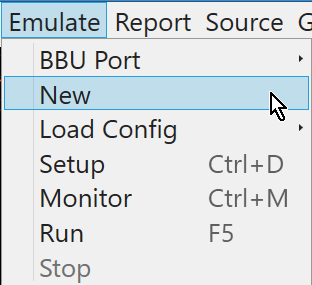 Emulate Report Source G
BBU Port
New
Load Config
Setup Ctrl+D
Monitor Ctrl+M
Run F5
Stop